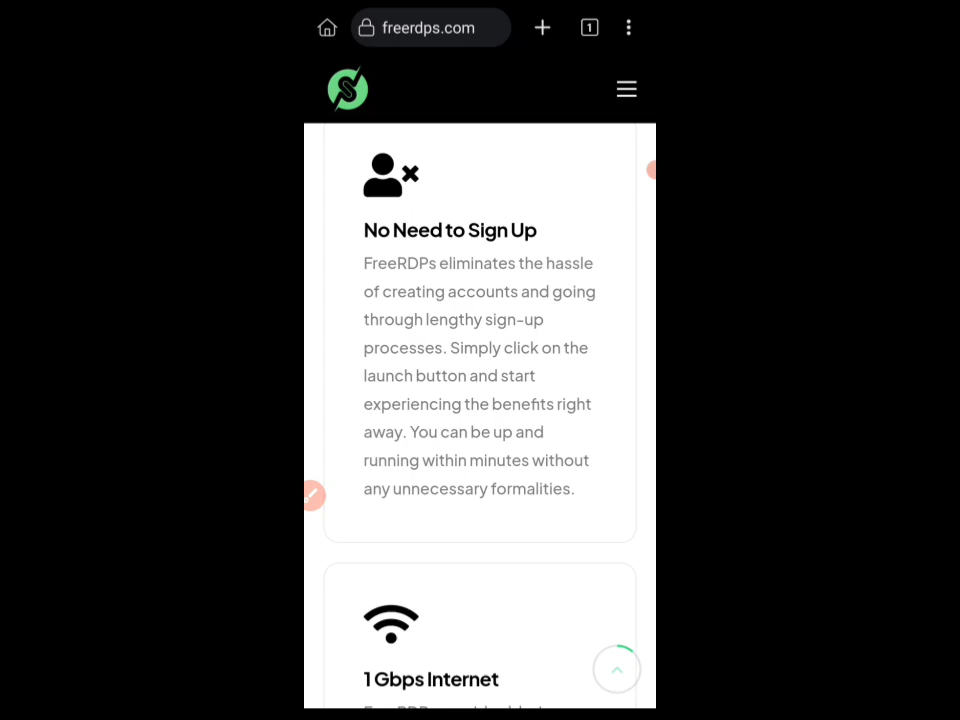 freerdps.com
1
No Need to Sign Up
FreeRDPs eliminates the hassle
of creating accounts and going
through lengthy sign-up
processes. Simply click on the
launch button and start
experiencing the benefits right
away. You can be up and
running within minutes without
any unnecessary formalities.
1 Gbps Internet